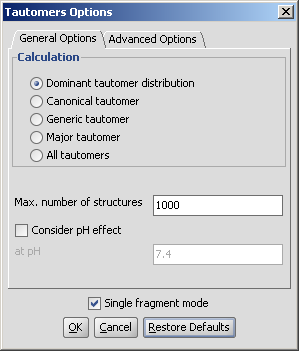 Tautomers Options
General Options Advanced Options
Calculation
Dominant tautomer distribution
Canonical tautomer
Generic tautomer
Major tautomer
All tautomers
Max. number of structures 1000
Consider pH effect
at pH 7.4
Single fragment mode
OK Cancel Restore Defaults